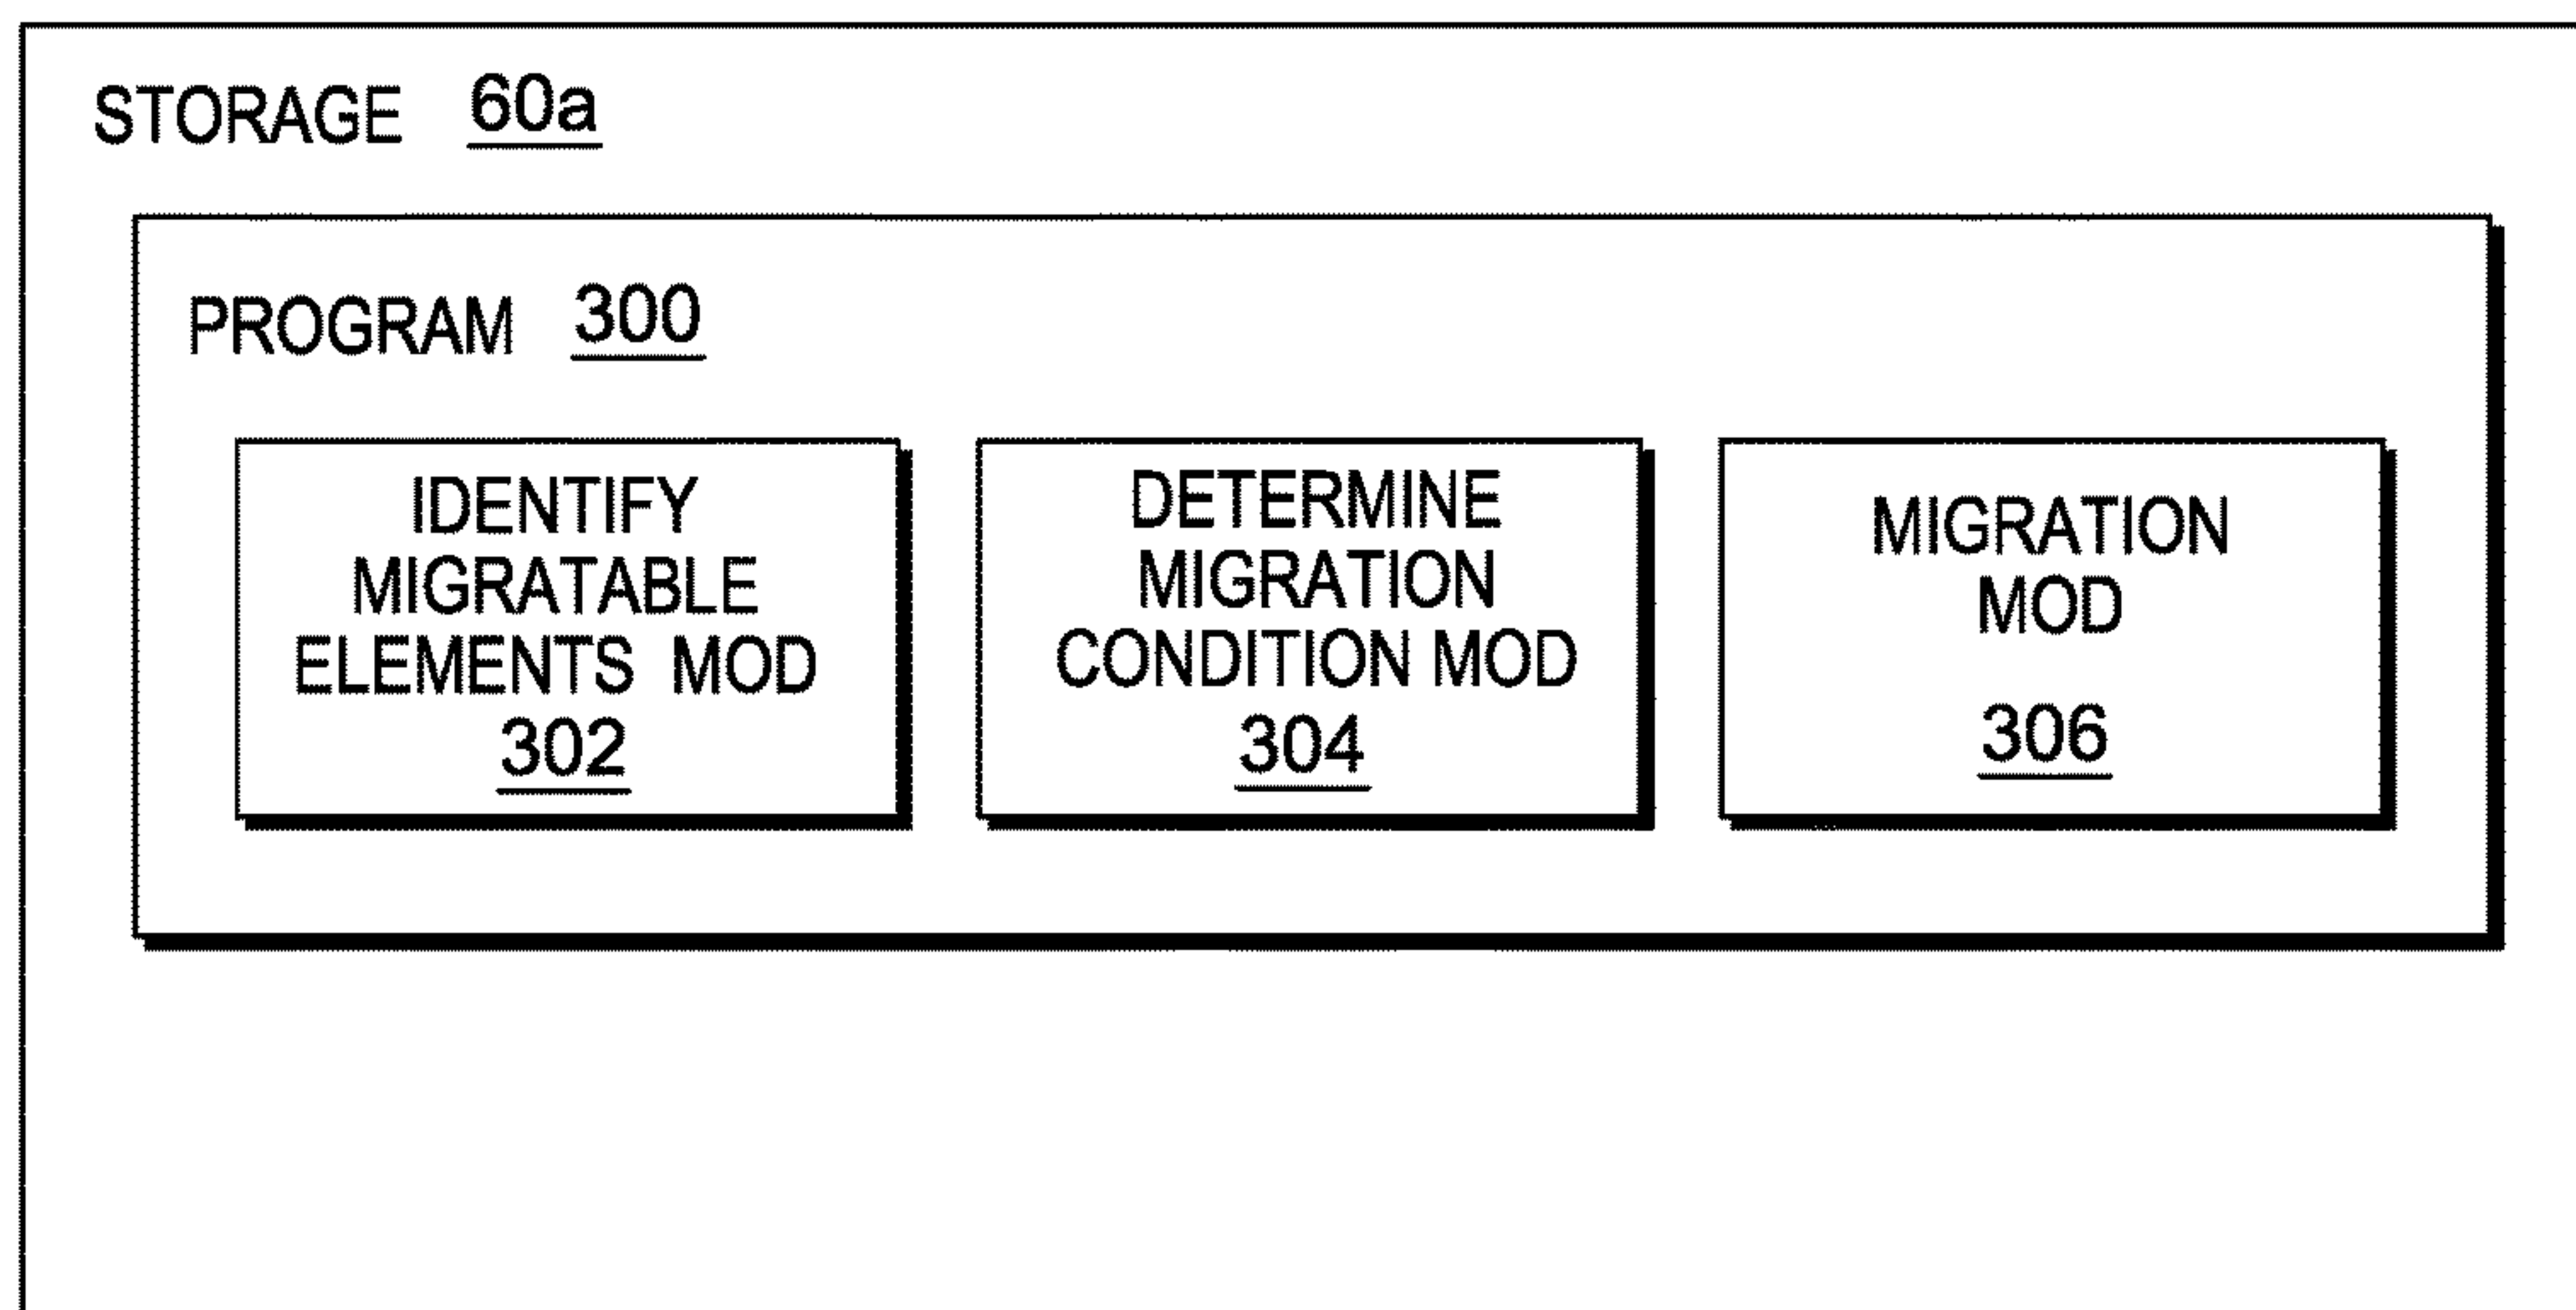 STORAGE 60a
PROGRAM 300
IDENTIFY
MIGRATABLE
ELEMENTS MOD
302
DETERMINE
MIGRATION
CONDITION MOD
304
MIGRATION
MOD
306